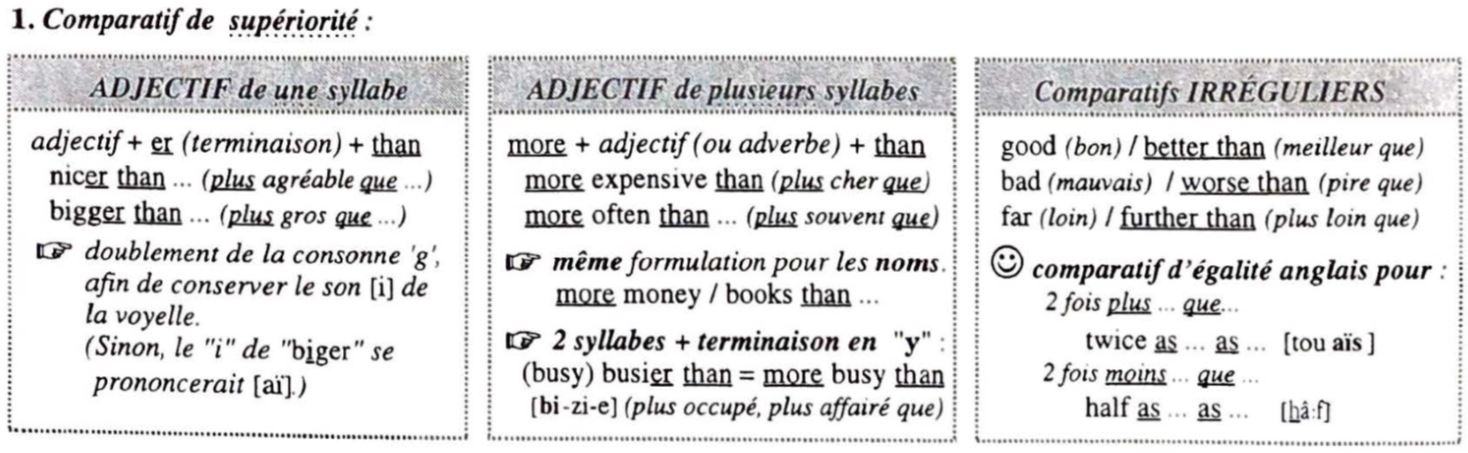 1. Comparatif de supériorité :
ADJECTIF de une syllabe
adjectif + er (terminaison) + than
nicer than ... (plus agréable que ...)
bigger than ... (plus gros que ...)
☞ doublement de la consonne 'g',
afin de conserver le son [i] de
la voyelle.
(Sinon, le "i" de "biger" se
prononcerait [aï].)
ADJECTIF de plusieurs syllabes
more + adjectif (ou adverbe) + than
more expensive than (plus cher que)
more often than ... (plus souvent que)
☞ même formulation pour les noms.
more money / books than ...
☞ 2 syllabes + terminaison en "y" :
(busy) busier than = more busy than
[bi-zi-e] (plus occupé, plus affairé que)
Comparatifs IRRÉGULIERS
good (bon) / better than (meilleur que)
bad (mauvais) / worse than (pire que)
far (loin) / further than (plus loin que)
☺ comparatif d'égalité anglais pour :
2 fois plus ... que...
twice as ... as ... [tou aïs ]
2 fois moins ... que ...
half as ... as ... [hâ:f]